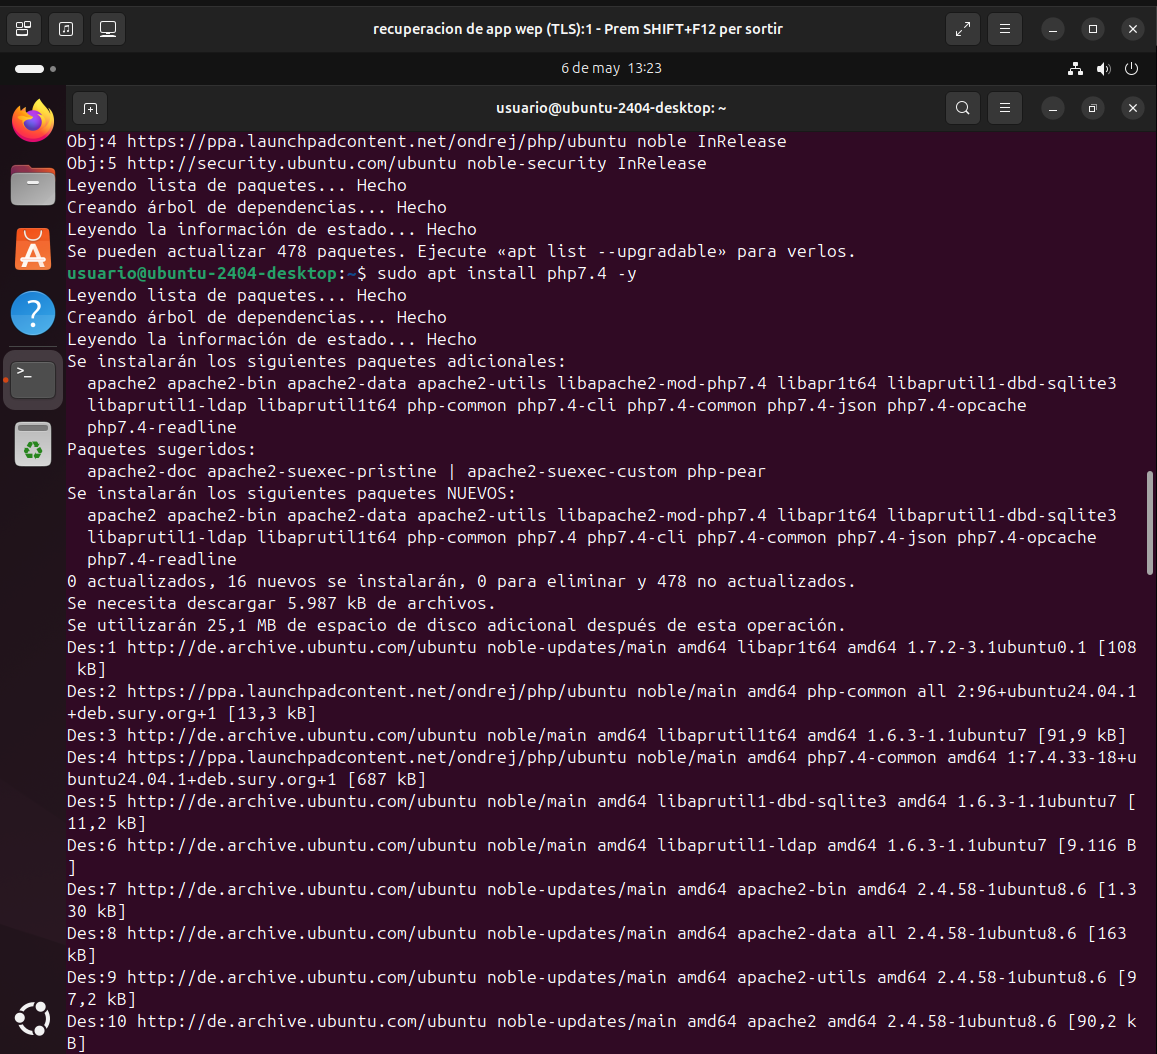 recuperacion de app wep (TLS):1 - Prem SHIFT+F12 per sortir
6 de may 13:23
usuario@ubuntu-2404-desktop: ~
Obj:4 https://ppa.launchpadcontent.net/ondrej/php/ubuntu noble InRelease
Obj:5 http://security.ubuntu.com/ubuntu noble-security InRelease
Leyendo lista de paquetes... Hecho
Creando árbol de dependencias... Hecho
Leyendo la información de estado... Hecho
Se pueden actualizar 478 paquetes. Ejecute «apt list --upgradable» para verlos.
usuario@ubuntu-2404-desktop:~$ sudo apt install php7.4 -y
Leyendo lista de paquetes... Hecho
Creando árbol de dependencias... Hecho
Leyendo la información de estado... Hecho
Se instalarán los siguientes paquetes adicionales:
  apache2 apache2-bin apache2-data apache2-utils libapache2-mod-php7.4 libapr1t64 libaprutil1-dbd-sqlite3
  libaprutil1-ldap libaprutil1t64 php-common php7.4-cli php7.4-common php7.4-json php7.4-opcache
  php7.4-readline
Paquetes sugeridos:
  apache2-doc apache2-suexec-pristine | apache2-suexec-custom php-pear
Se instalarán los siguientes paquetes NUEVOS:
  apache2 apache2-bin apache2-data apache2-utils libapache2-mod-php7.4 libapr1t64 libaprutil1-dbd-sqlite3
  libaprutil1-ldap libaprutil1t64 php-common php7.4 php7.4-cli php7.4-common php7.4-json php7.4-opcache
  php7.4-readline
0 actualizados, 16 nuevos se instalarán, 0 para eliminar y 478 no actualizados.
Se necesita descargar 5.987 kB de archivos.
Se utilizarán 25,1 MB de espacio de disco adicional después de esta operación.
Des:1 http://de.archive.ubuntu.com/ubuntu noble-updates/main amd64 libapr1t64 amd64 1.7.2-3.1ubuntu0.1 [108
 kB]
Des:2 https://ppa.launchpadcontent.net/ondrej/php/ubuntu noble/main amd64 php-common all 2:96+ubuntu24.04.1
+deb.sury.org+1 [13,3 kB]
Des:3 http://de.archive.ubuntu.com/ubuntu noble/main amd64 libaprutil1t64 amd64 1.6.3-1.1ubuntu7 [91,9 kB]
Des:4 https://ppa.launchpadcontent.net/ondrej/php/ubuntu noble/main amd64 php7.4-common amd64 1:7.4.33-18+u
buntu24.04.1+deb.sury.org+1 [687 kB]
Des:5 http://de.archive.ubuntu.com/ubuntu noble/main amd64 libaprutil1-dbd-sqlite3 amd64 1.6.3-1.1ubuntu7 [
11,2 kB]
Des:6 http://de.archive.ubuntu.com/ubuntu noble/main amd64 libaprutil1-ldap amd64 1.6.3-1.1ubuntu7 [9.116 B
]
Des:7 http://de.archive.ubuntu.com/ubuntu noble-updates/main amd64 apache2-bin amd64 2.4.58-1ubuntu8.6 [1.3
30 kB]
Des:8 http://de.archive.ubuntu.com/ubuntu noble-updates/main amd64 apache2-data all 2.4.58-1ubuntu8.6 [163
kB]
Des:9 http://de.archive.ubuntu.com/ubuntu noble-updates/main amd64 apache2-utils amd64 2.4.58-1ubuntu8.6 [9
7,2 kB]
Des:10 http://de.archive.ubuntu.com/ubuntu noble-updates/main amd64 apache2 amd64 2.4.58-1ubuntu8.6 [90,2 k
B]